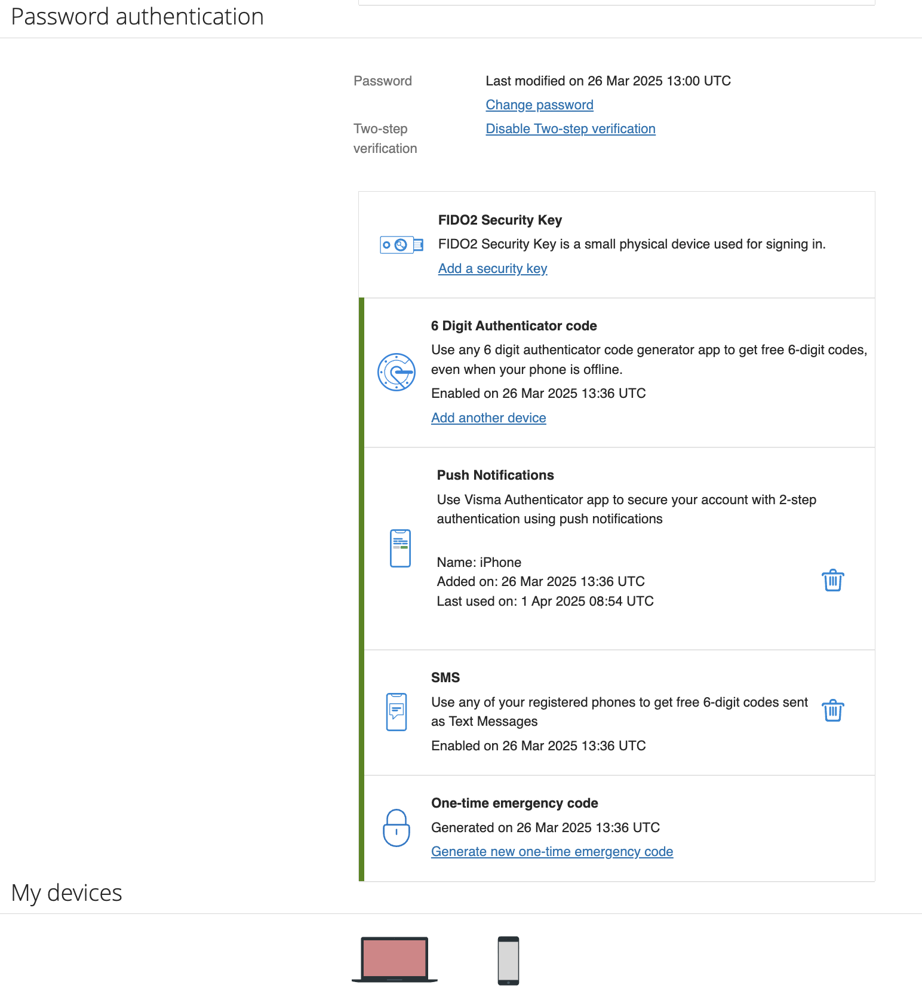 Password authentication
Password
Last modified on 26 Mar 2025 13:00 UTC
Change password
Two-step
verification
Disable Two-step verification
FIDO2 Security Key
FIDO2 Security Key is a small physical device used for signing in.
Add a security key
6 Digit Authenticator code
Use any 6 digit authenticator code generator app to get free 6-digit codes,
even when your phone is offline.
Enabled on 26 Mar 2025 13:36 UTC
Add another device
Push Notifications
Use Visma Authenticator app to secure your account with 2-step
authentication using push notifications
Name: iPhone
Added on: 26 Mar 2025 13:36 UTC
Last used on: 1 Apr 2025 08:54 UTC
SMS
Use any of your registered phones to get free 6-digit codes sent
as Text Messages
Enabled on 26 Mar 2025 13:36 UTC
One-time emergency code
Generated on 26 Mar 2025 13:36 UTC
Generate new one-time emergency code
My devices